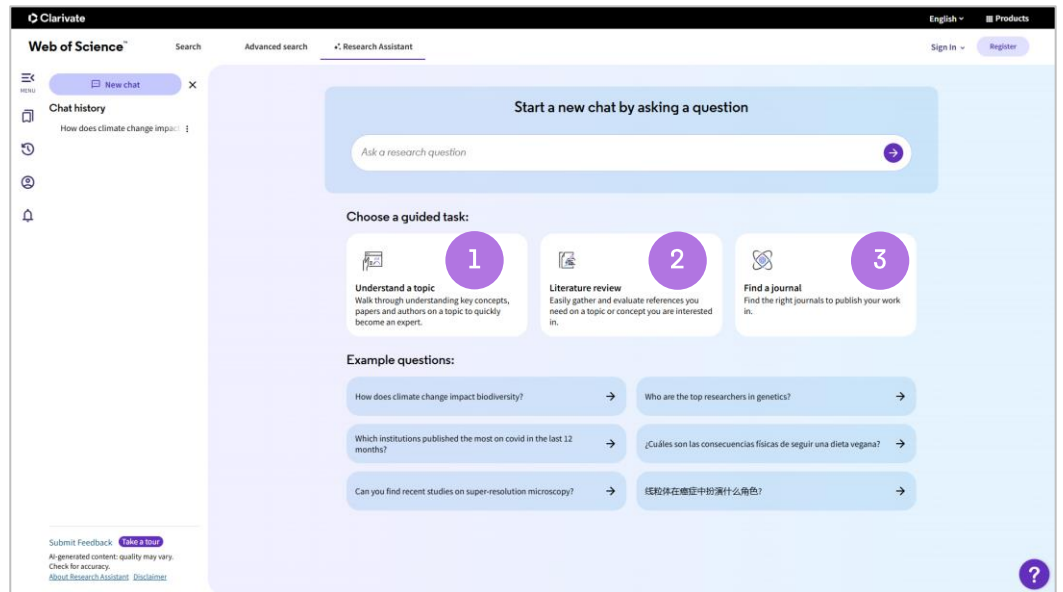 Clarivate
English
Products
Web of Science™
Search
Advanced search
Research Assistant
Sign In
Register
MENU
New chat
Chat history
How does climate change impac
Start a new chat by asking a question
Ask a research question
Choose a guided task:
1
2
3
Understand a topic
Walk through understanding key concepts,
papers and authors on a topic to quickly
become an expert.
Literature review
Easily gather and evaluate references you
need on a topic or concept you are interested
in.
Find a journal
Find the right journals to publish your work
in.
Example questions:
How does climate change impact biodiversity?
Who are the top researchers in genetics?
Which institutions published the most on covid in the last 12
months?
¿Cuáles son las consecuencias físicas de seguir una dieta vegana?
Can you find recent studies on super-resolution microscopy?
线粒体在癌症中扮演什么角色?
Submit Feedback
Take a tour
AI-generated content: quality may vary.
Check for accuracy.
About Research Assistant Disclaimer
?